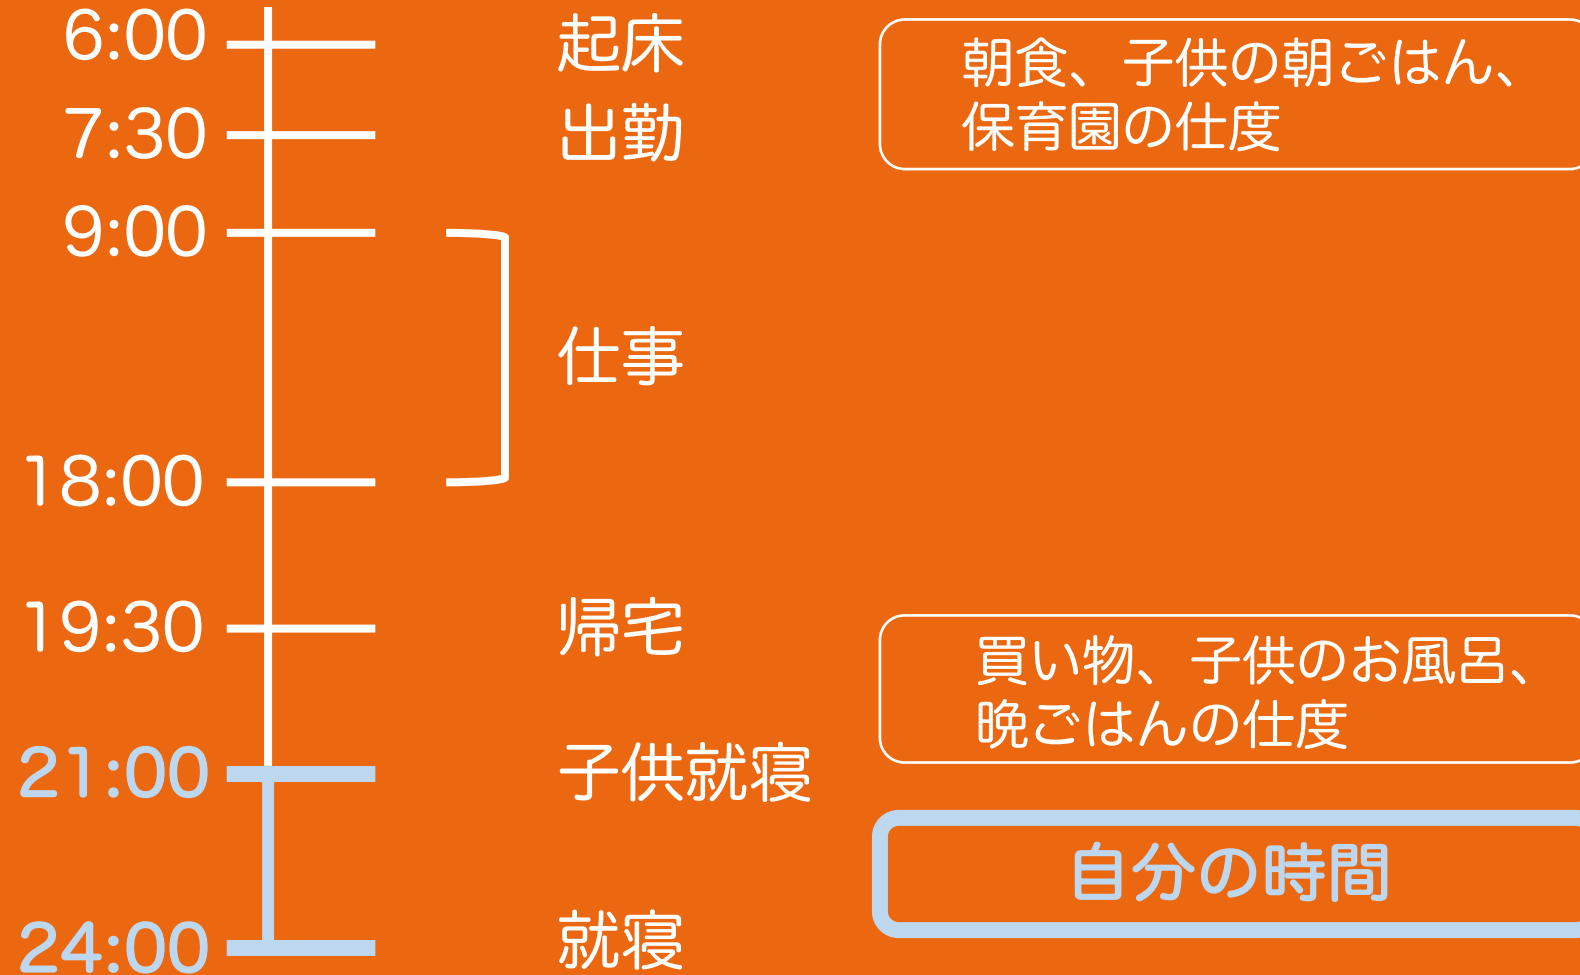 6:00 起床
朝食、子供の朝ごはん、
保育園の仕度
7:30 出勤
9:00
仕事
18:00
19:30 帰宅
買い物、子供のお風呂、
晩ごはんの仕度
21:00 子供就寝
自分の時間
24:00 就寝